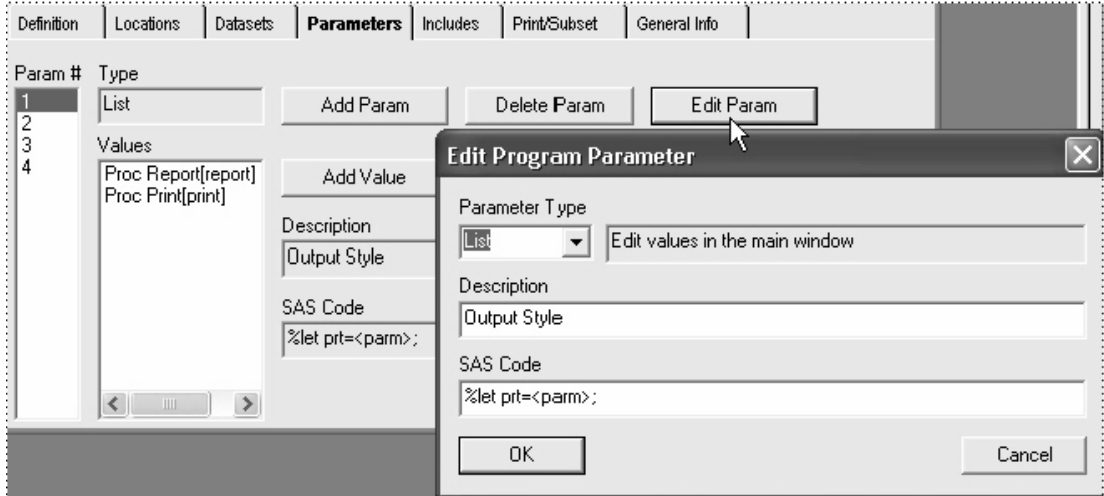 Definition Locations Datasets Parameters Includes Print/Subset General Info
Param # Type
1 List Add Param Delete Param Edit Param
2
3 Values
4 Proc Report[report] Add Value
Proc Print[print]
Description
Output Style
SAS Code
%let prt=<parm>;
Edit Program Parameter
Parameter Type
List Edit values in the main window
Description
Output Style
SAS Code
%let prt=<parm>;
OK Cancel